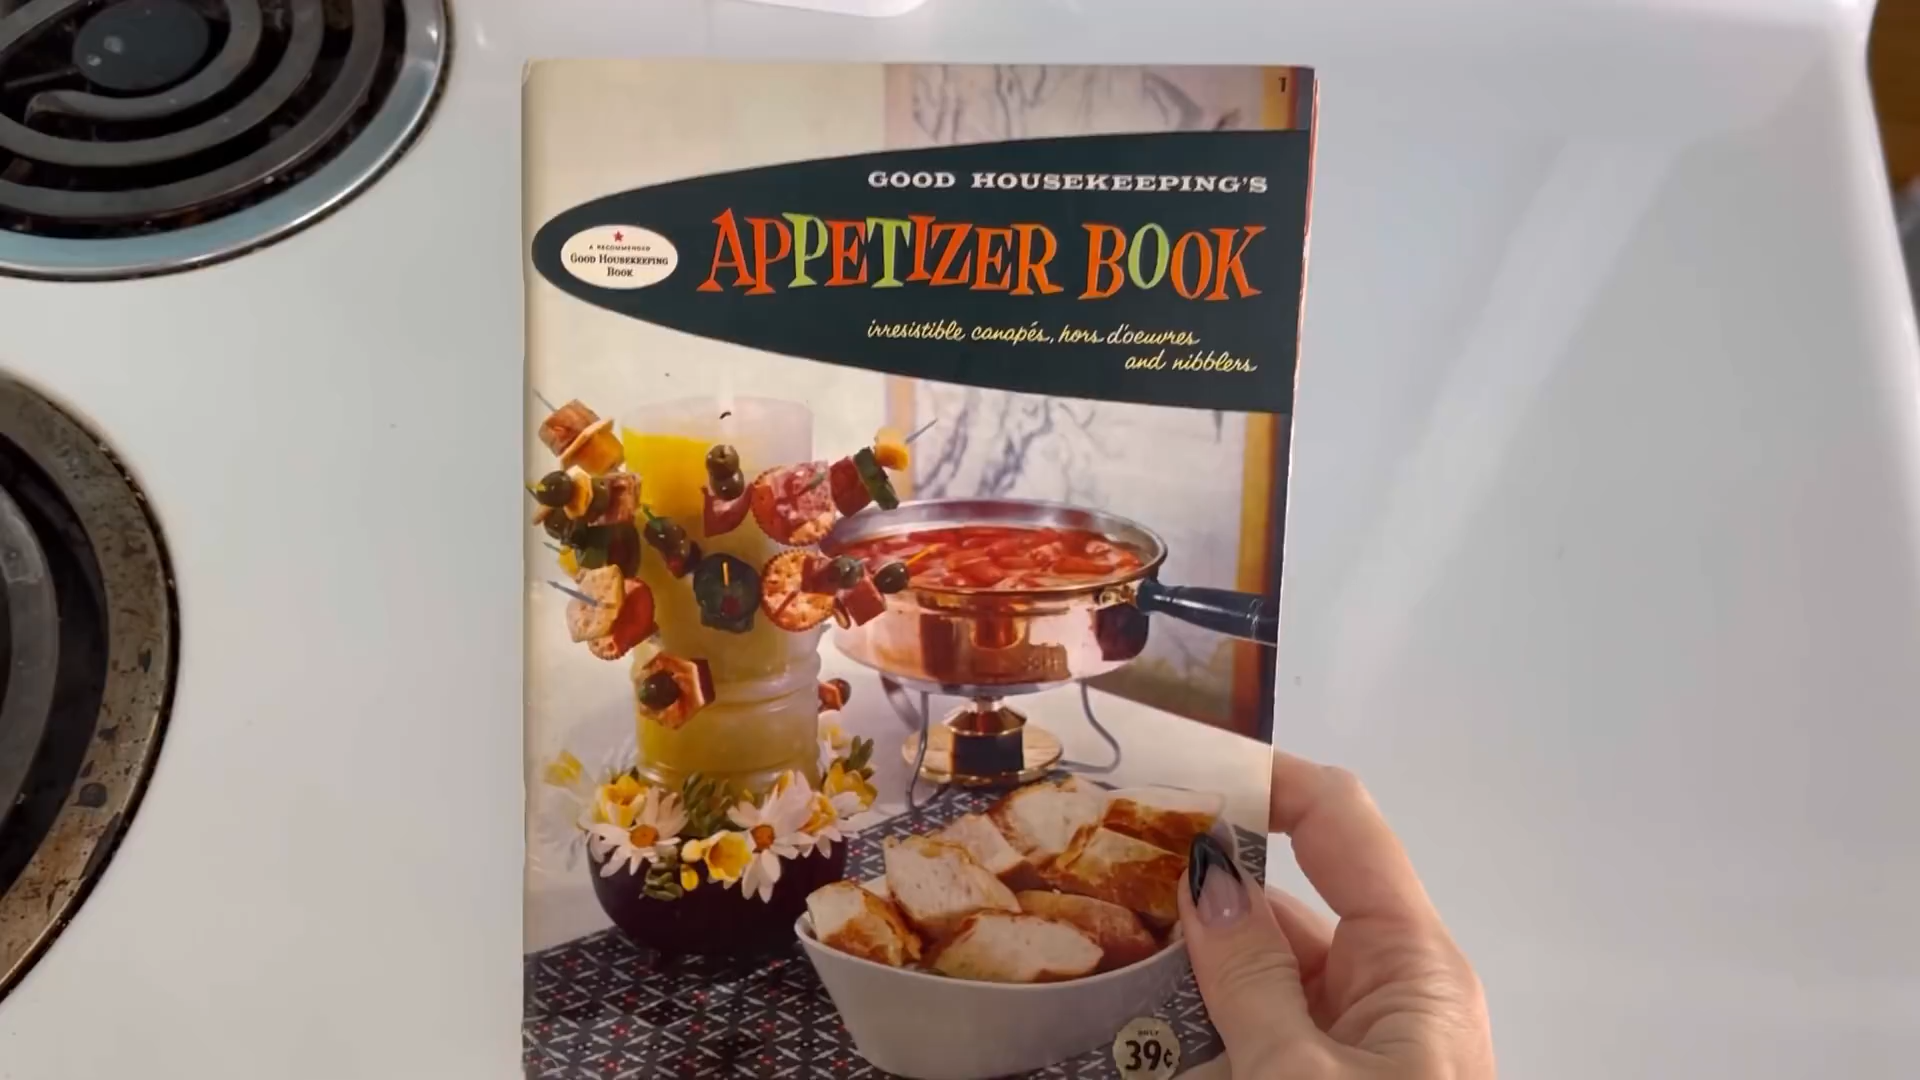 1
GOOD HOUSEKEEPING'S
APPETIZER BOOK
A RECOMMENDED
GOOD HOUSEKEEPING
BOOK
irresistible canapés, hors d'oeuvres
and nibblers
ONLY
39¢